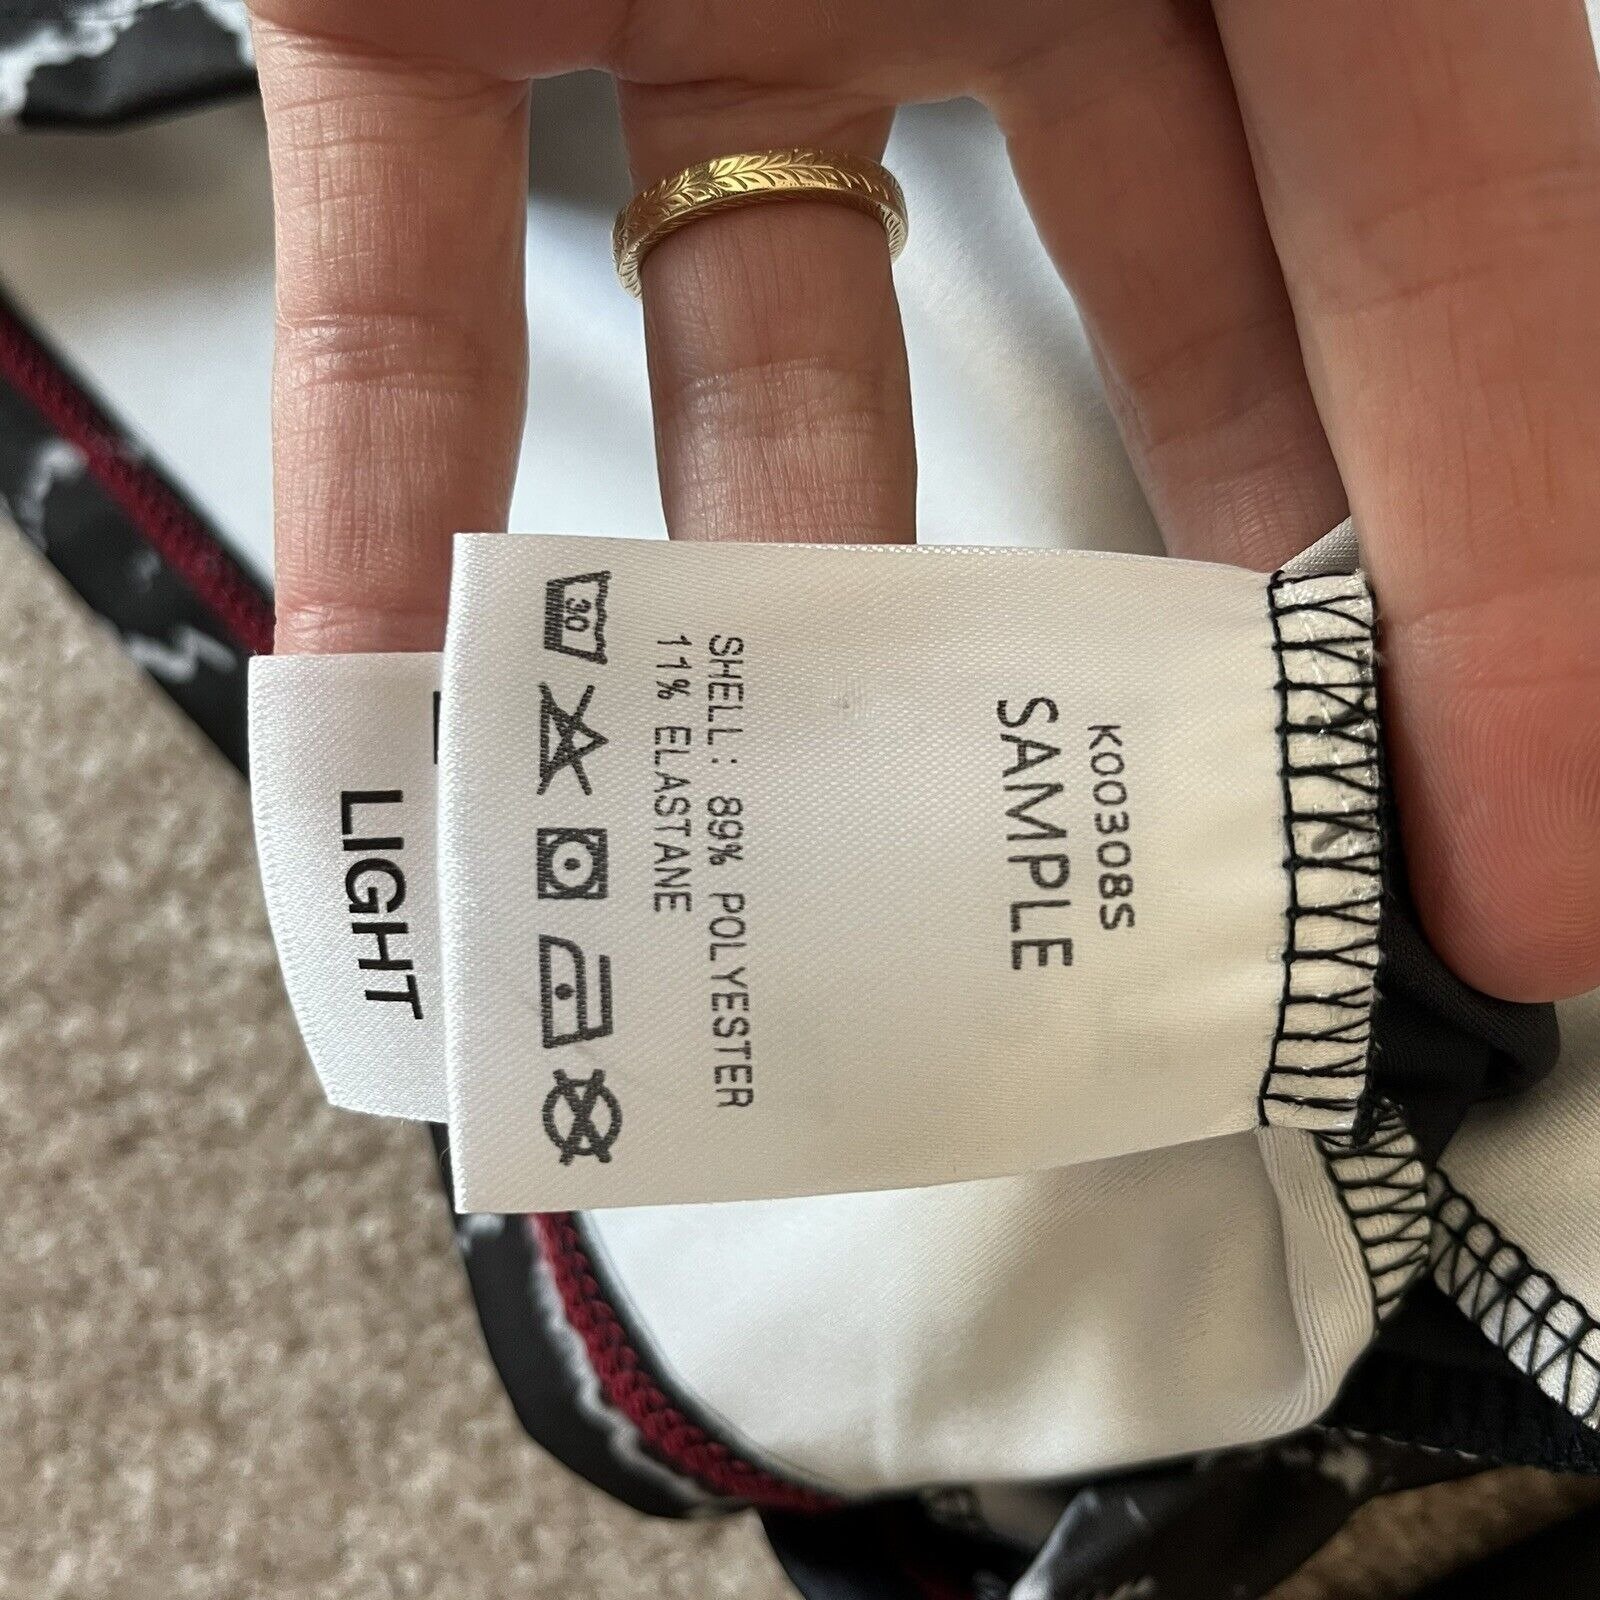 K00308S
SAMPLE
SHELL: 89% POLYESTER
11% ELASTANE
30
LIGHT